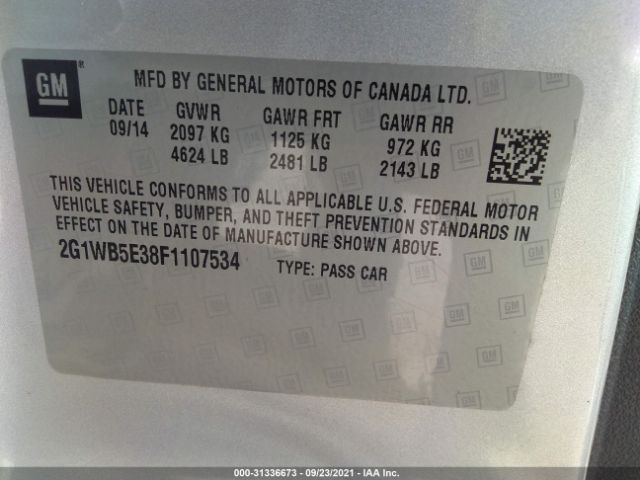 GM ®
MFD BY GENERAL MOTORS OF CANADA LTD.
DATE GVWR GAWR FRT GAWR RR
09/14 2097 KG 1125 KG 972 KG
4624 LB 2481 LB 2143 LB
THIS VEHICLE CONFORMS TO ALL APPLICABLE U.S. FEDERAL MOTOR
VEHICLE SAFETY, BUMPER, AND THEFT PREVENTION STANDARDS IN
EFFECT ON THE DATE OF MANUFACTURE SHOWN ABOVE.
2G1WB5E38F1107534 TYPE: PASS CAR
000-31336673 - 09/23/2021 - IAA Inc.